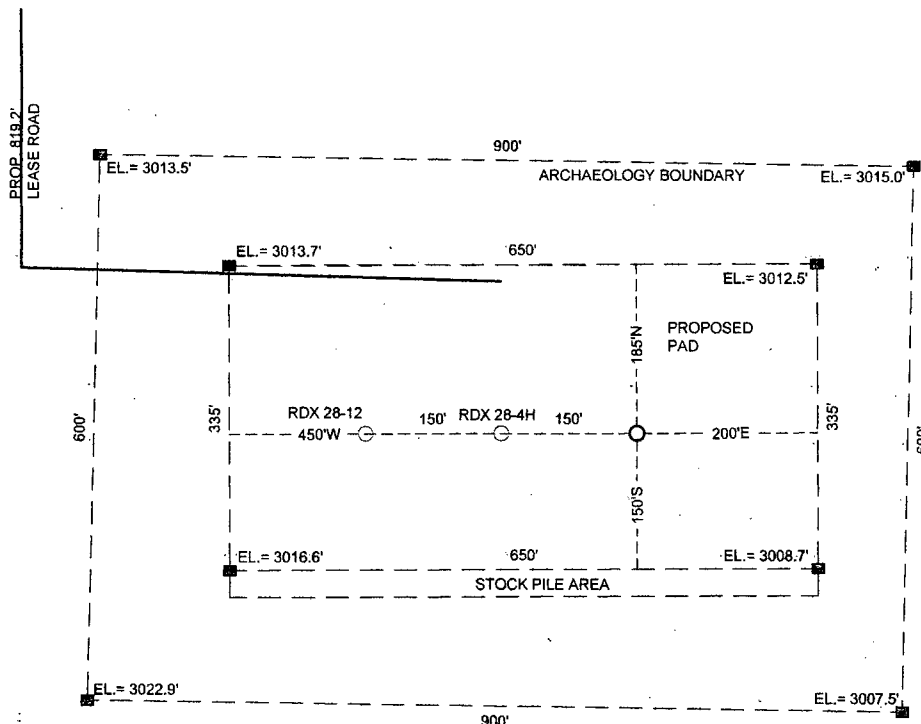 PROP. 819.2'
LEASE ROAD
900'
EL.= 3013.5'
ARCHAEOLOGY BOUNDARY
EL.= 3015.0'
EL.= 3013.7'
650'
EL.= 3012.5'
185'N
PROPOSED
PAD
600'
335'
RDX 28-12
450'W
150'
RDX 28-4H
150'
200'E
335'
600'
150'S
EL.= 3016.6'
650'
EL.= 3008.7'
STOCK PILE AREA
EL.= 3022.9'
EL.= 3007.5'
900'